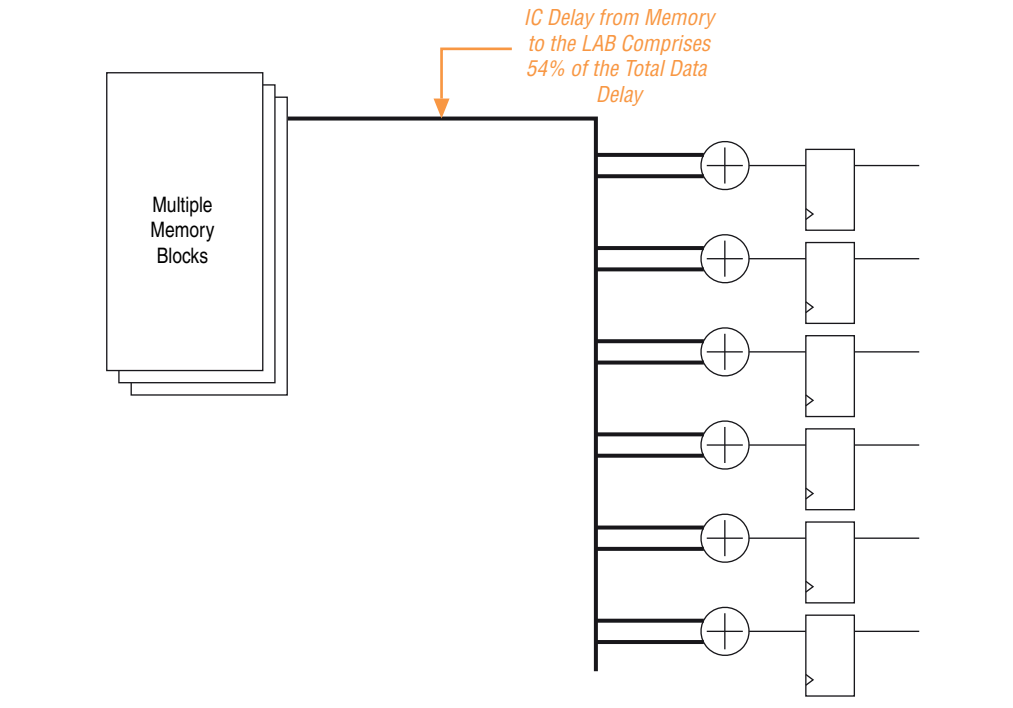 IC Delay from Memory
to the LAB Comprises
54% of the Total Data
Delay
Multiple
Memory
Blocks